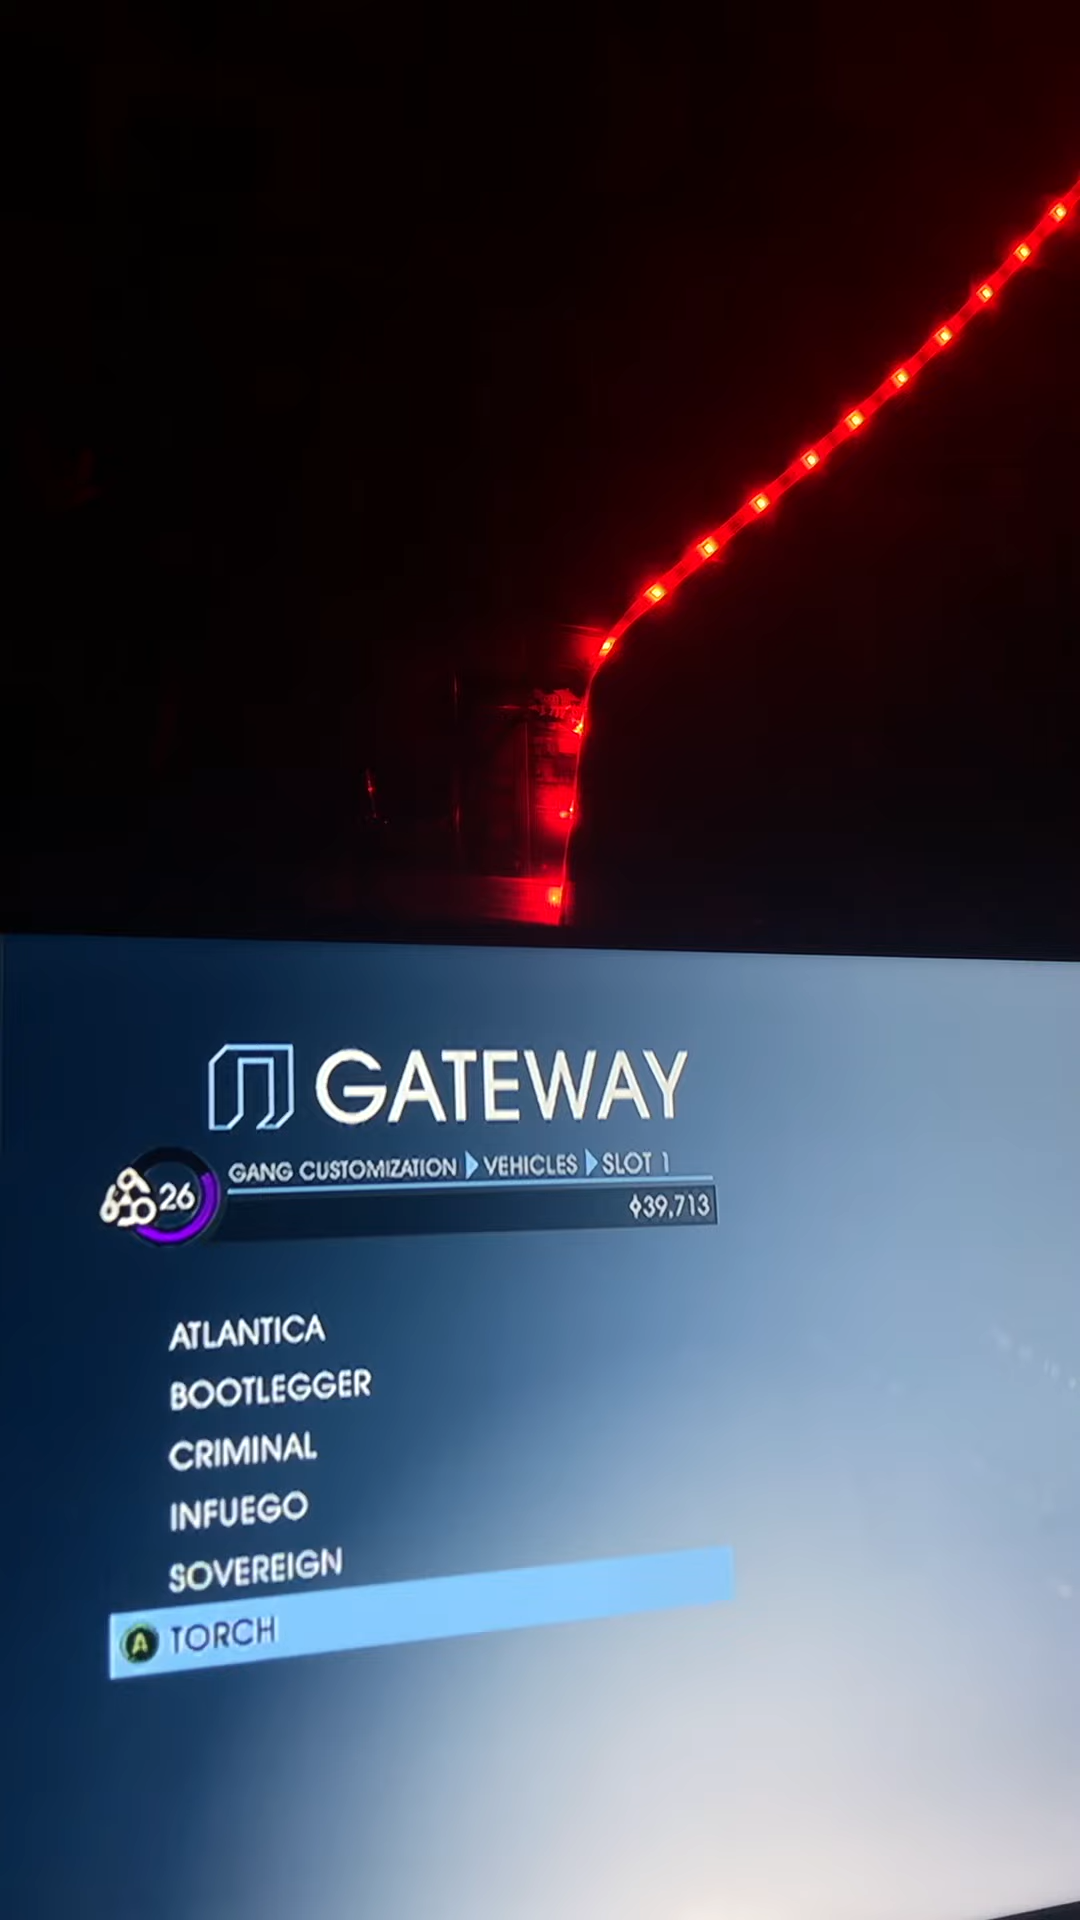 GATEWAY
GANG CUSTOMIZATION VEHICLES SLOT 1
26
39,713
ATLANTICA
BOOTLEGGER
CRIMINAL
INFUEGO
SOVEREIGN
A TORCH